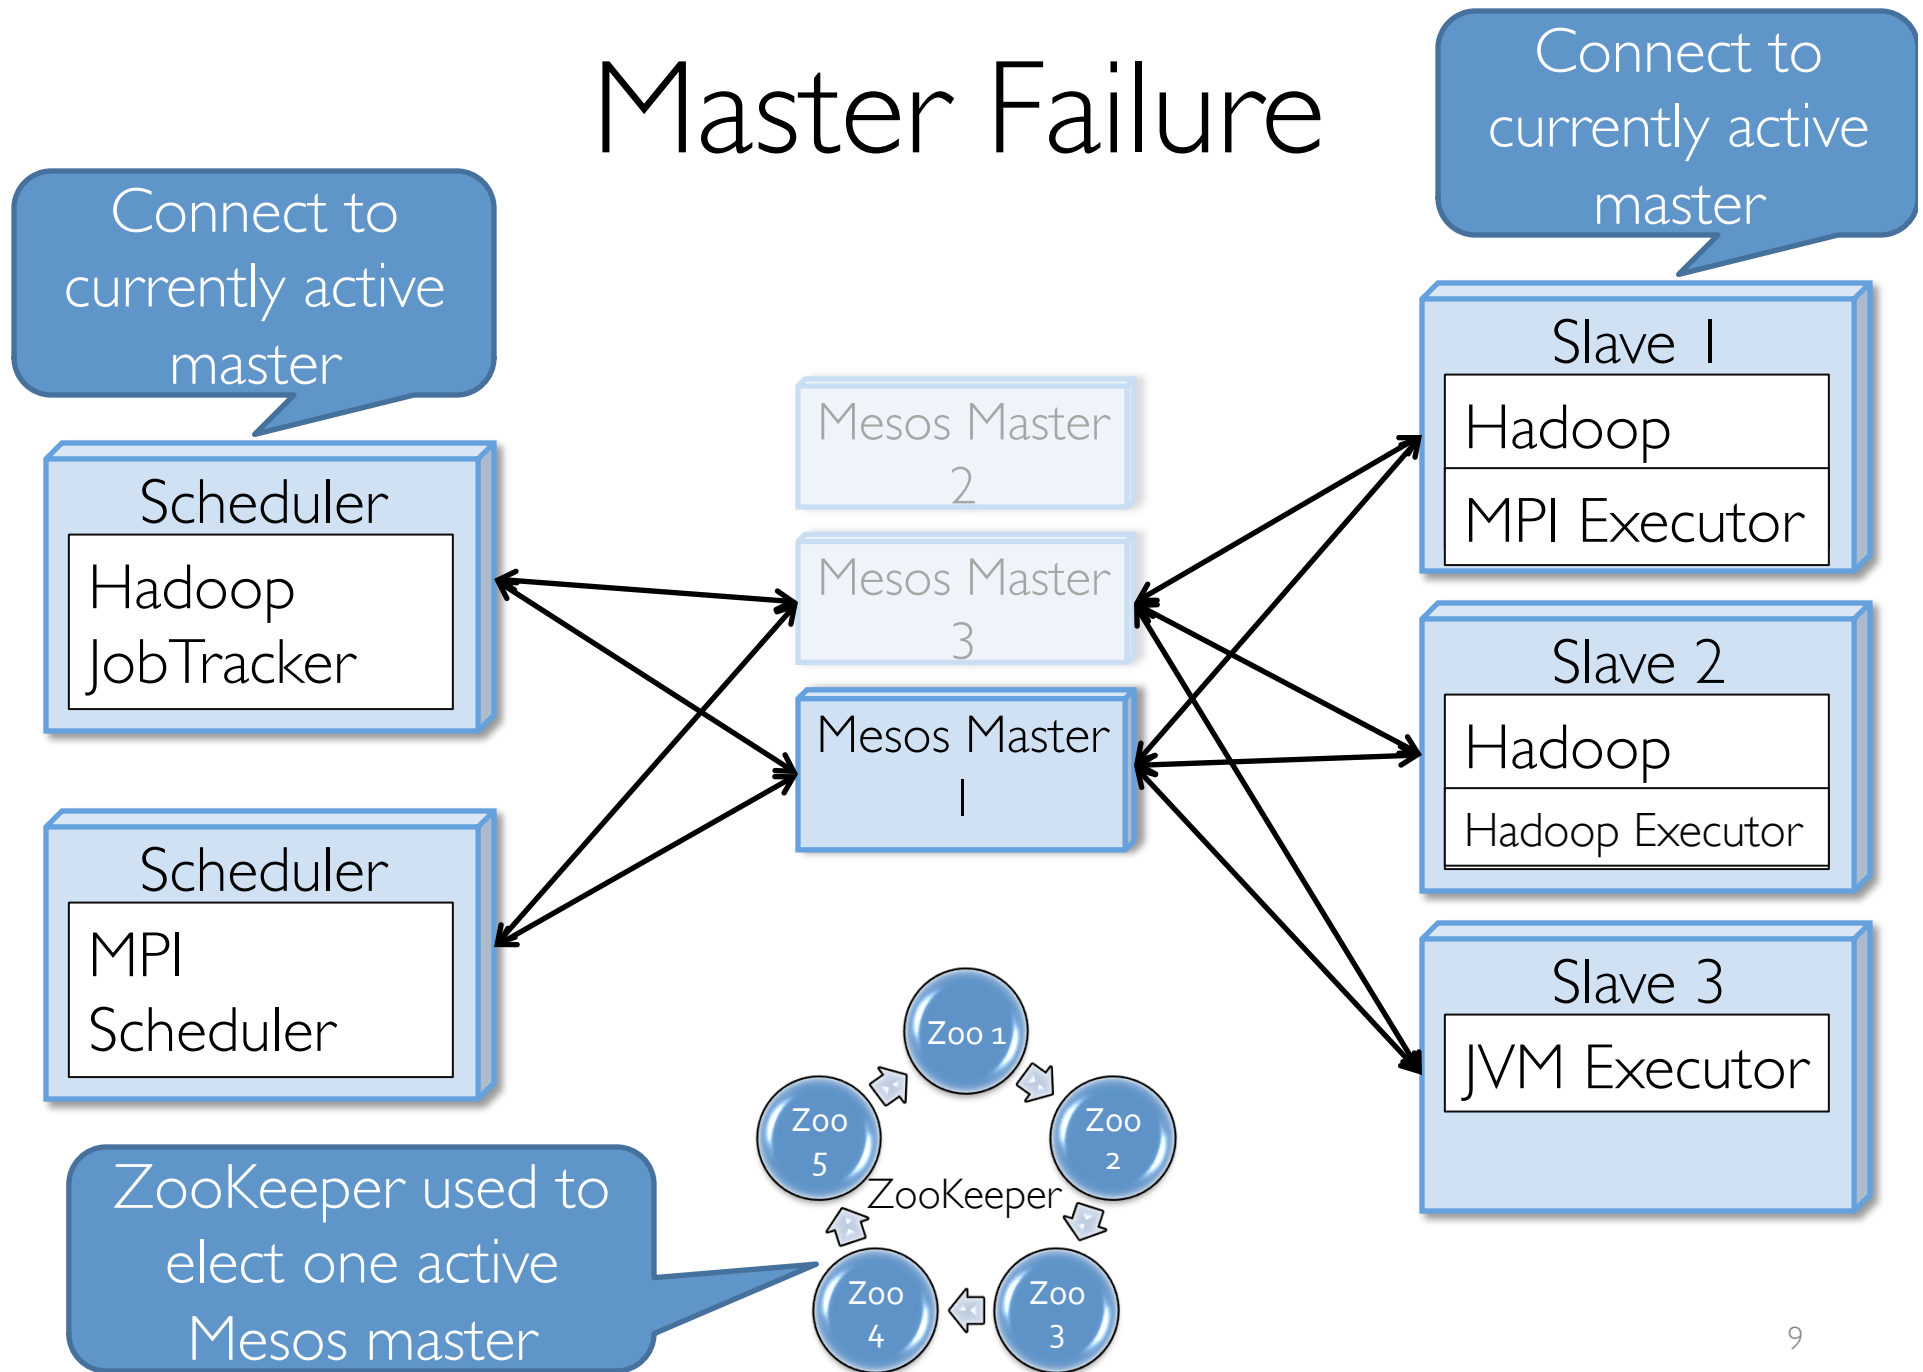 Master Failure
Connect to
currently active
master
Connect to
currently active
master
Scheduler
Hadoop
JobTracker
Scheduler
MPI
Scheduler
Mesos Master
2
Mesos Master
3
Mesos Master
1
Slave 1
Hadoop
MPI Executor
Slave 2
Hadoop
Hadoop Executor
Slave 3
JVM Executor
ZooKeeper used to
elect one active
Mesos master
Zoo 1
Zoo
2
Zoo
3
Zoo
4
Zoo
5
ZooKeeper
9